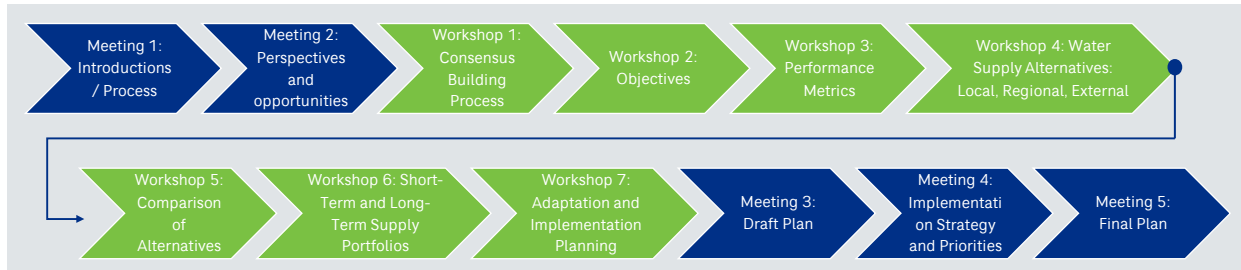 Meeting 1:
Introductions
/ Process
Meeting 2:
Perspectives
and
opportunities
Workshop 1:
Consensus
Building
Process
Workshop 2:
Objectives
Workshop 3:
Performance
Metrics
Workshop 4: Water
Supply Alternatives:
Local, Regional, External
Workshop 5:
Comparison
of
Alternatives
Workshop 6: Short-
Term and Long-
Term Supply
Portfolios
Workshop 7:
Adaptation and
Implementation
Planning
Meeting 3:
Draft Plan
Meeting 4:
Implementati
on Strategy
and Priorities
Meeting 5:
Final Plan